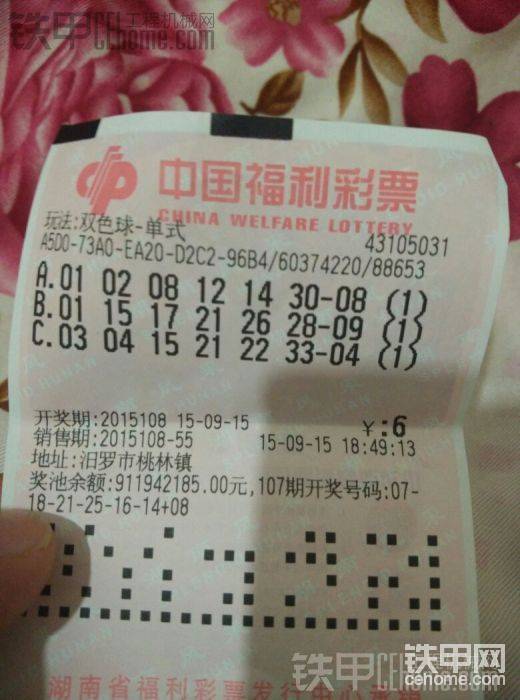 铁甲工程机械网
cehome.com
中国福利彩票
CHINA WELFARE LOTTERY
玩法:双色球-单式
43105031
A5D0-73A0-EA20-D2C2-96B4/60374220/88653
A.01 02 08 12 14 30-08 (1)
B.01 15 17 21 26 28-09 (1)
C.03 04 15 21 22 33-04 (1)
开奖期:2015108 15-09-15
¥:6
销售期:2015108-55
15-09-15 18:49:13
地址:汨罗市桃林镇
奖池余额:911942185.00元,107期开奖号码:07-
18-21-25-16-14+08
铁甲
cehome.com
铁甲网
cehome.com
湖南省福利彩票发行中